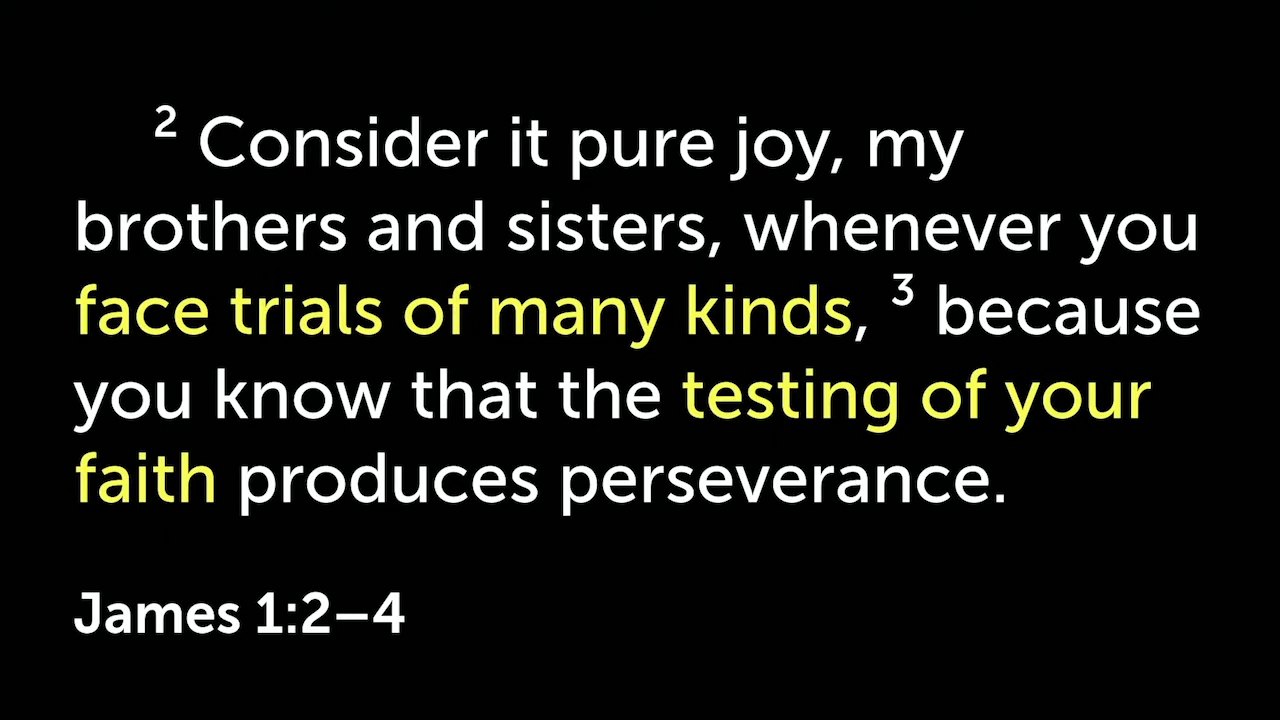 ² Consider it pure joy, my
brothers and sisters, whenever you
face trials of many kinds, ³ because
you know that the testing of your
faith produces perseverance.
James 1:2–4